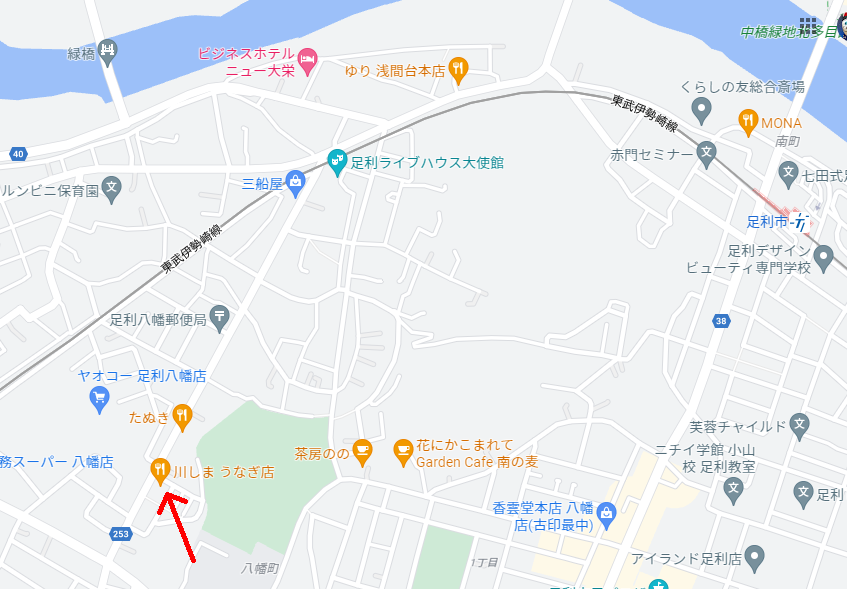 中橋緑地北多目
緑橋
ビジネスホテル
ニュー大栄
ゆり 浅間台本店
くらしの友総合斎場
東武伊勢崎線
MONA
南町
40
赤門セミナー
足利ライブハウス大使館
七田式足
三船屋
ルンビニ保育園
足利市
東武伊勢崎線
足利デザイン
ビューティ専門学校
足利八幡郵便局
38
ヤオコー 足利八幡店
たぬき
芙蓉チャイルド
茶房のの
花にかこまれて
Garden Cafe 南の麦
ニチイ学館 小山
校 足利教室
務スーパー 八幡店
川しま うなぎ店
足利
香雲堂本店 八幡
店(古印最中)
253
アイランド足利店
八幡町
1丁目